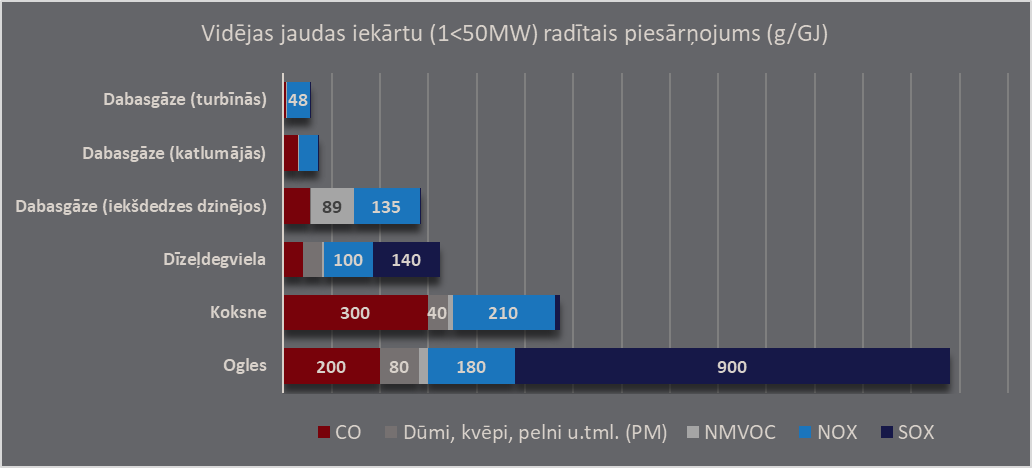 Vidējas jaudas iekārtu (1<50MW) radītais piesārņojums (g/GJ)
Dabasgāze (turbīnās) 48
Dabasgāze (katlumājās)
Dabasgāze (iekšdedzes dzinējos) 89 135
Dīzeļdegviela 100 140
Koksne 300 40 210
Ogles 200 80 180 900
CO Dūmi, kvēpi, pelni u.tml. (PM) NMVOC NOX SOX